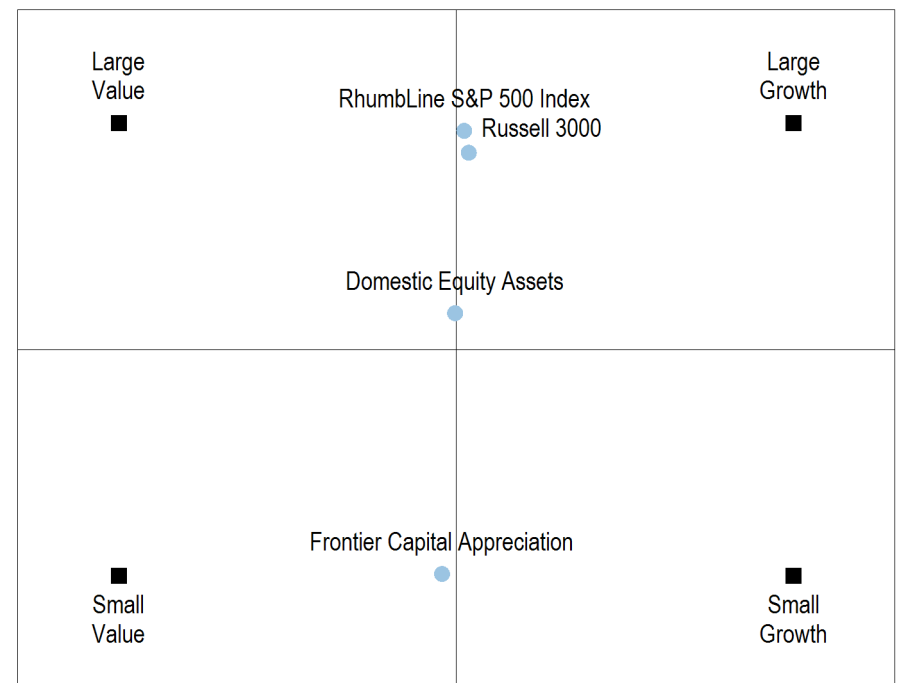 Large
Value
Large
Growth
RhumbLine S&P 500 Index
Russell 3000
Domestic Equity Assets
Frontier Capital Appreciation
Small
Value
Small
Growth